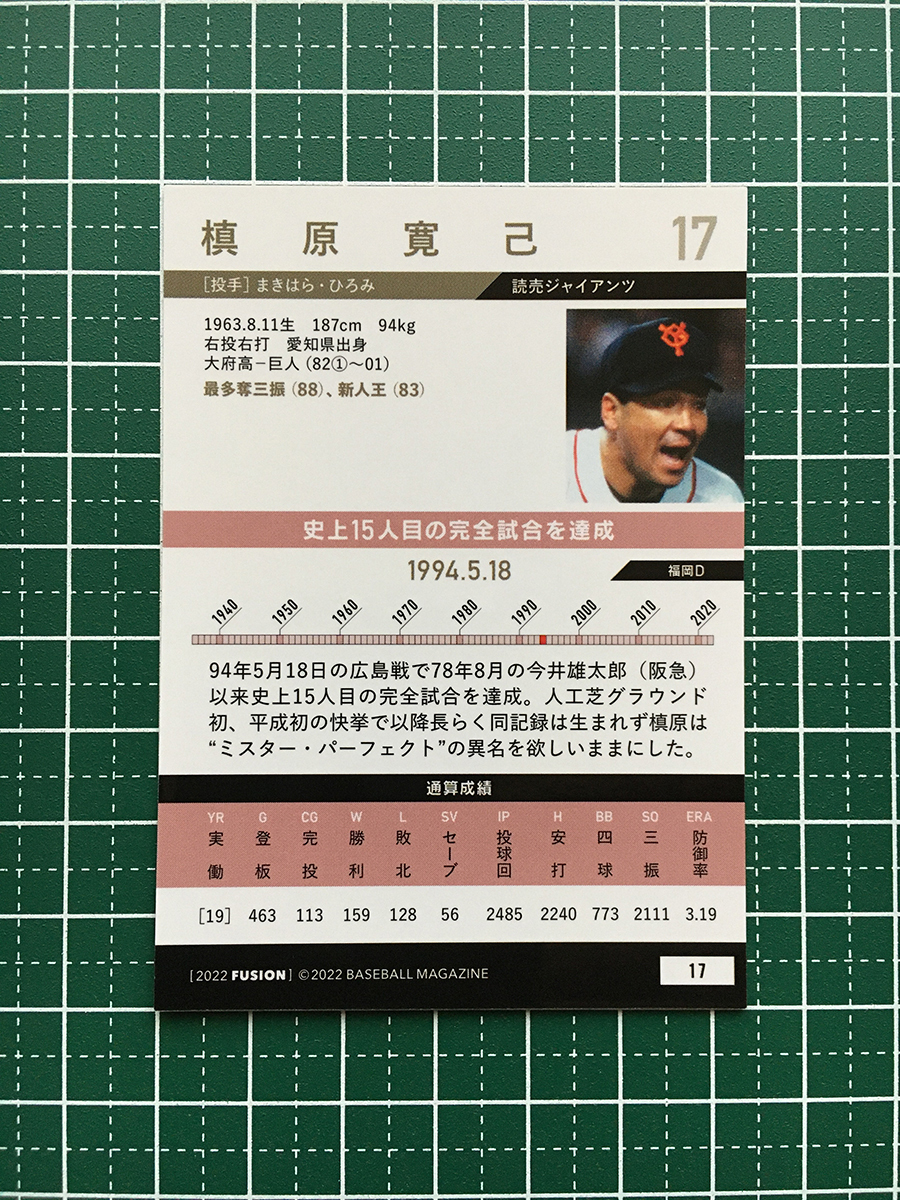 槙原寛己 17
［投手］まきはら・ひろみ 読売ジャイアンツ
1963.8.11生 187cm 94kg
右投右打 愛知県出身
大府高－巨人（82①〜01）
最多奪三振（88）、新人王（83）
史上15人目の完全試合を達成
1994.5.18 福岡D
1940 1950 1960 1970 1980 1990 2000 2010 2020
94年5月18日の広島戦で78年8月の今井雄太郎（阪急）
以来史上15人目の完全試合を達成。人工芝グラウンド
初、平成初の快挙で以降長らく同記録は生まれず槙原は
“ミスター・パーフェクト”の異名を欲しいままにした。
通算成績
YR G CG W L SV IP H BB SO ERA
実働 登板 完投 勝利 敗北 セーブ 投球回 安打 四球 三振 防御率
[19] 463 113 159 128 56 2485 2240 773 2111 3.19
[2022 FUSION] ©2022 BASEBALL MAGAZINE 17